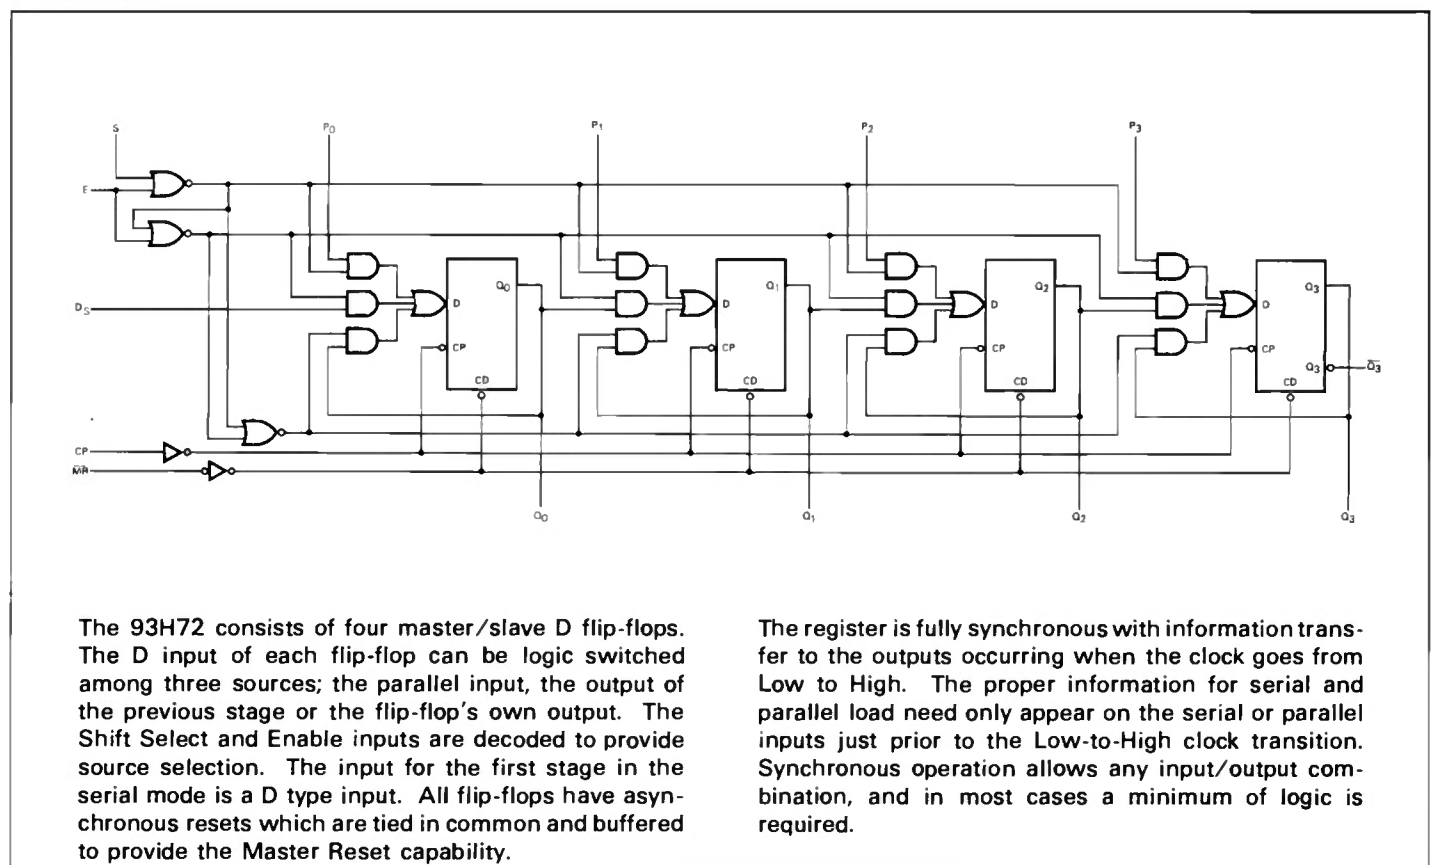 S P₀ P₁ P₂ P₃
E
D Q₀ D Q₁ D Q₂ D Q₃
D_S
CP CP CP CP
Q̅₃
Q₃
CD CD CD CD
CP
M̅R̅
Q₀ Q₁ Q₂ Q₃
The 93H72 consists of four master/slave D flip-flops.
The D input of each flip-flop can be logic switched
among three sources; the parallel input, the output of
the previous stage or the flip-flop's own output. The
Shift Select and Enable inputs are decoded to provide
source selection. The input for the first stage in the
serial mode is a D type input. All flip-flops have asyn-
chronous resets which are tied in common and buffered
to provide the Master Reset capability.
The register is fully synchronous with information trans-
fer to the outputs occurring when the clock goes from
Low to High. The proper information for serial and
parallel load need only appear on the serial or parallel
inputs just prior to the Low-to-High clock transition.
Synchronous operation allows any input/output com-
bination, and in most cases a minimum of logic is
required.